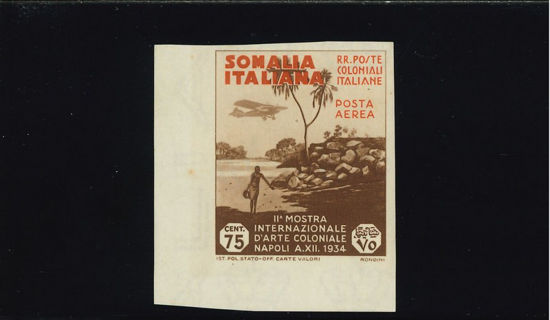 SOMALIA
ITALIANA
RR. POSTE
COLONIALI
ITALIANE
POSTA
AEREA
IIA MOSTRA
INTERNAZIONALE
D'ARTE COLONIALE
NAPOLI A.XII. 1934
CENT.
75
IST. POL. STATO-OFF. CARTE VALORI
RONDINI